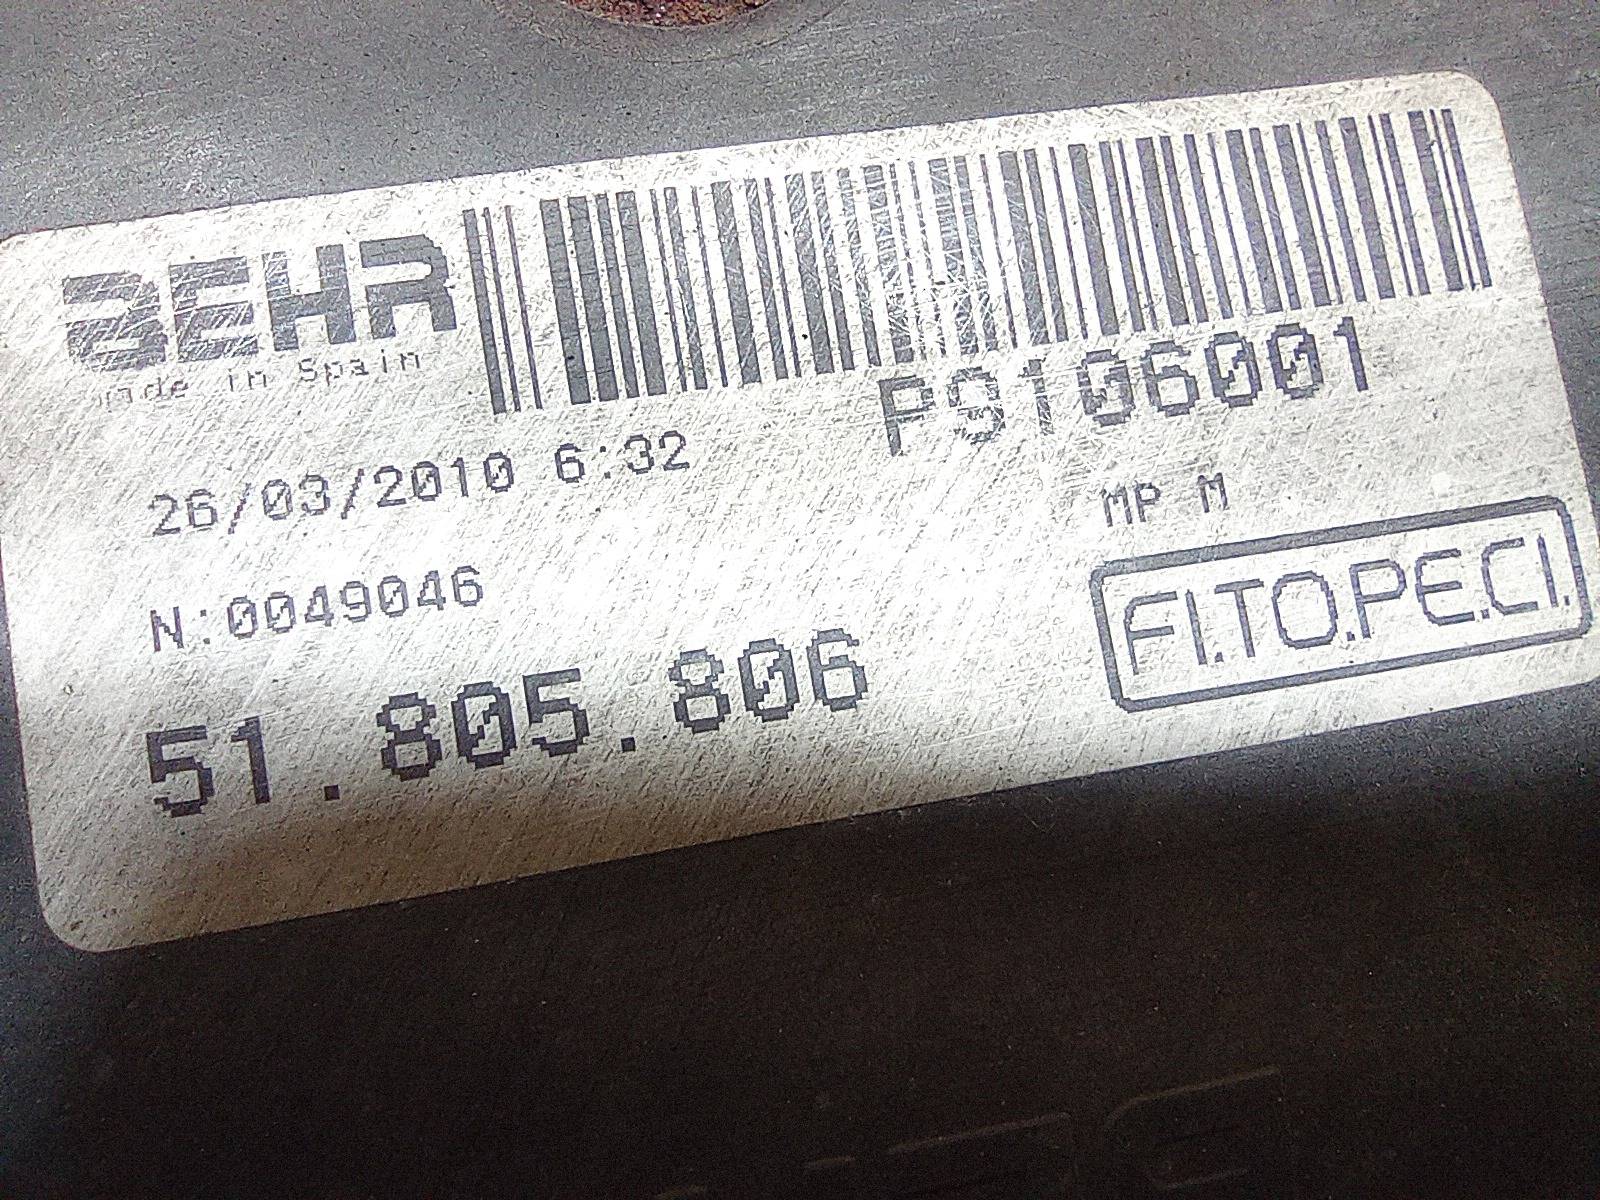 BEHR
made in Spain
P9106001
26/03/2010 6:32
MP M
N:0049046
FI.TO.PE.CI.
51.805.806